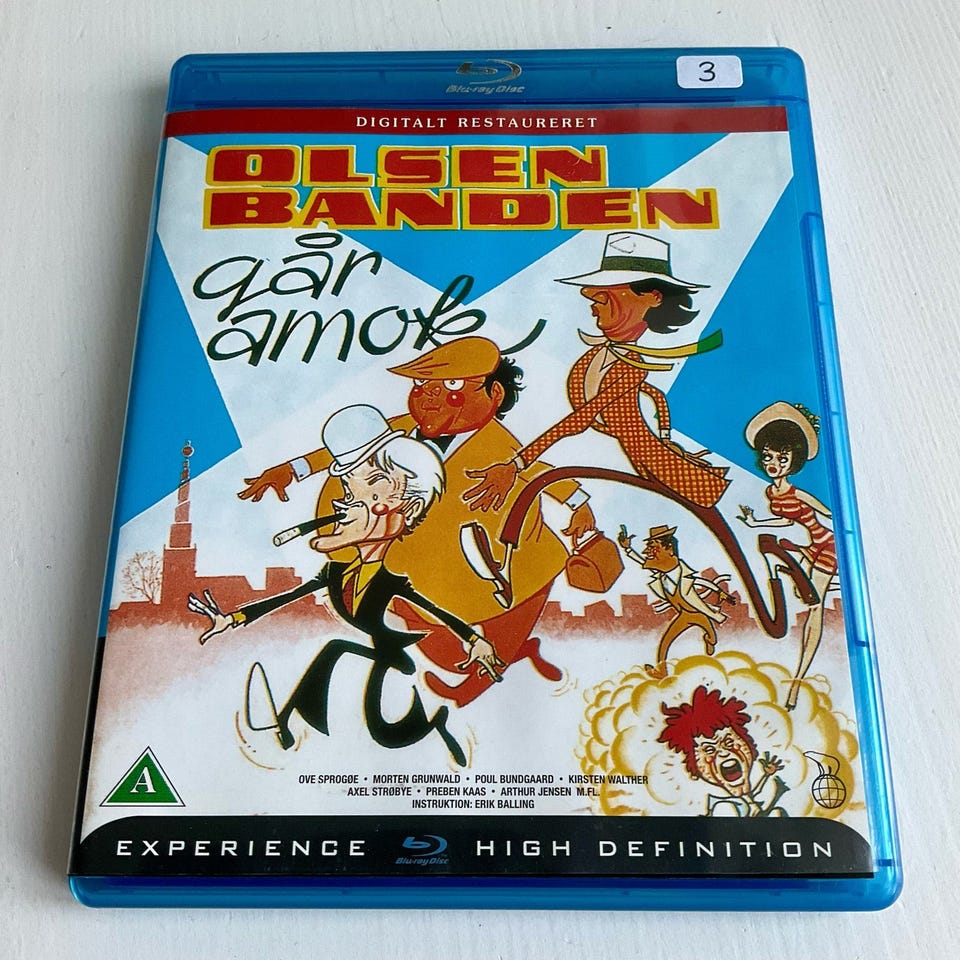 Blu-ray Disc
3
DIGITALT RESTAURERET
OLSEN
BANDEN
går
amok
OVE SPROGØE • MORTEN GRUNWALD • POUL BUNDGAARD • KIRSTEN WALTHER
AXEL STRØBYE • PREBEN KAAS • ARTHUR JENSEN M.FL.
INSTRUKTION: ERIK BALLING
A
EXPERIENCE Blu-ray Disc HIGH DEFINITION